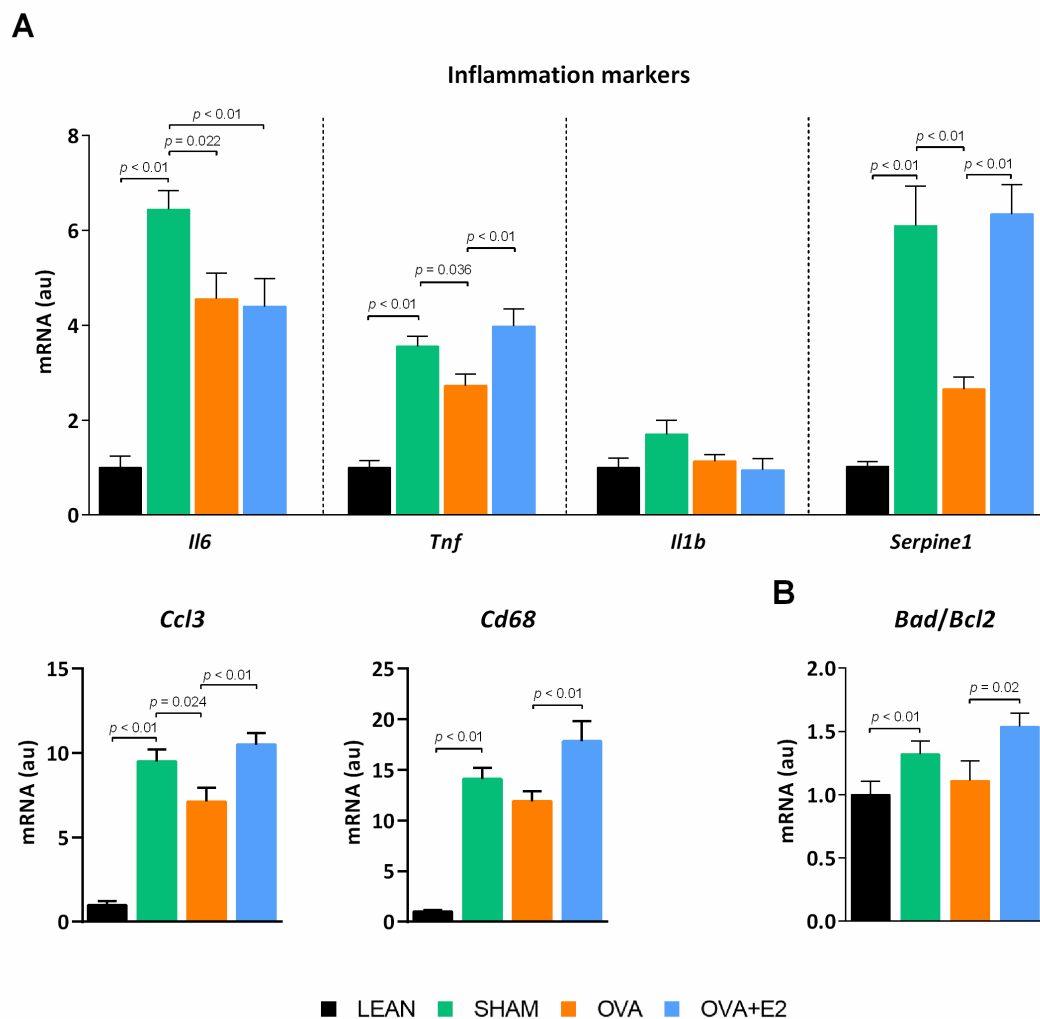 A
Inflammation markers
mRNA (au)
8
6
4
2
0
p < 0.01
p = 0.022
p < 0.01
p < 0.01
p = 0.036
p < 0.01
p < 0.01
p < 0.01
p < 0.01
Il6 Tnf Il1b Serpine1
Ccl3
mRNA (au)
15
10
5
0
p < 0.01
p = 0.024
p < 0.01
Cd68
mRNA (au)
25
20
15
10
5
0
p < 0.01
p < 0.01
B
Bad/Bcl2
mRNA (au)
2.0
1.5
1.0
0.5
0.0
p < 0.01
p = 0.02
LEAN SHAM OVA OVA+E2